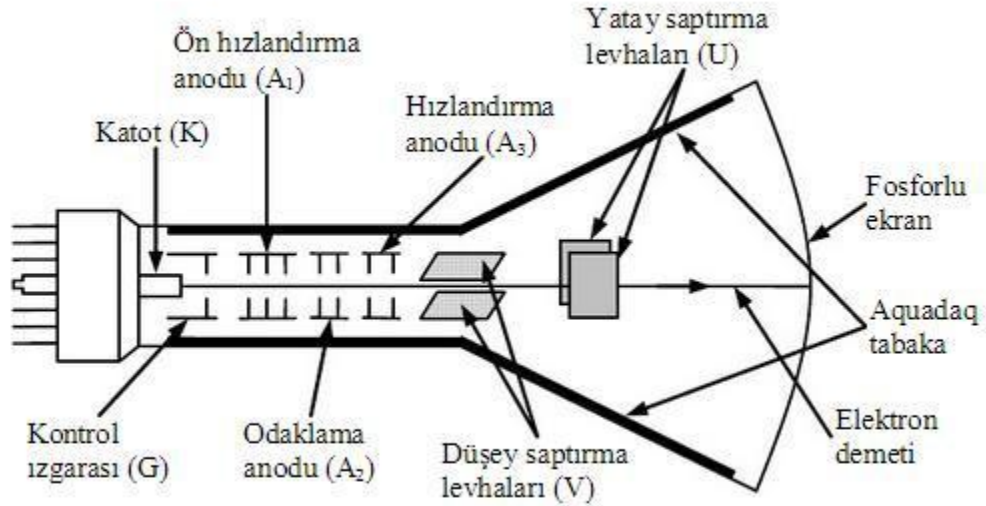 Ön hızlandırma
anodu (A₁)
Katot (K)
Hızlandırma
anodu (A₃)
Yatay saptırma
levhaları (U)
Fosforlu
ekran
Aquadaq
tabaka
Elektron
demeti
Düşey saptırma
levhaları (V)
Odaklama
anodu (A₂)
Kontrol
ızgarası (G)